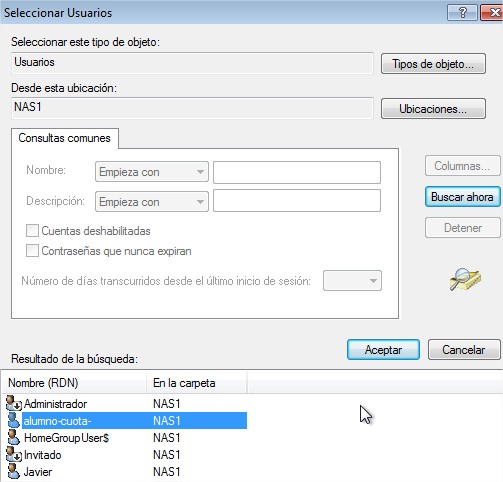 Seleccionar Usuarios
Seleccionar este tipo de objeto:
Usuarios
Tipos de objeto...
Desde esta ubicación:
NAS1
Ubicaciones...
Consultas comunes
Nombre: Empieza con
Columnas...
Descripción: Empieza con
Buscar ahora
Cuentas deshabilitadas
Detener
Contraseñas que nunca expiran
Número de días transcurridos desde el último inicio de sesión:
Aceptar Cancelar
Resultado de la búsqueda:
Nombre (RDN) En la carpeta
Administrador NAS1
alumno-cuota- NAS1
HomeGroupUser$ NAS1
Invitado NAS1
Javier NAS1